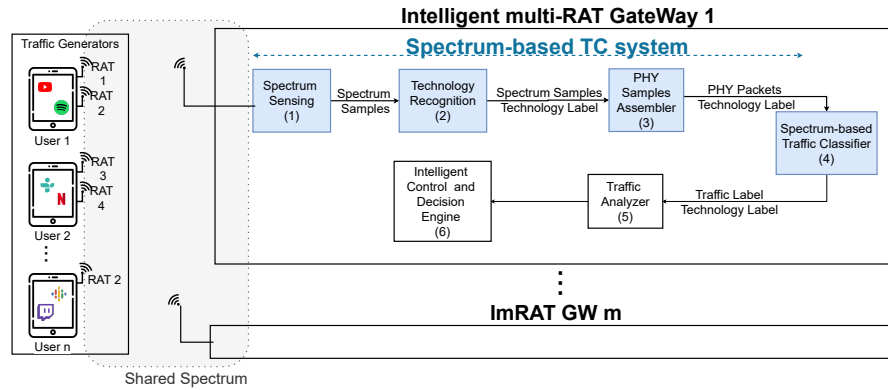 Intelligent multi-RAT GateWay 1
Traffic Generators
Spectrum-based TC system
RAT
1
RAT
2
User 1
RAT
3
RAT
4
N
User 2
RAT 2
User n
Shared Spectrum
Spectrum
Sensing
(1)
Spectrum
Samples
Technology
Recognition
(2)
Spectrum Samples
Technology Label
PHY
Samples
Assembler
(3)
PHY Packets
Technology Label
Spectrum-based
Traffic Classifier
(4)
Traffic Label
Technology Label
Traffic
Analyzer
(5)
Intelligent
Control and
Decision
Engine
(6)
ImRAT GW m